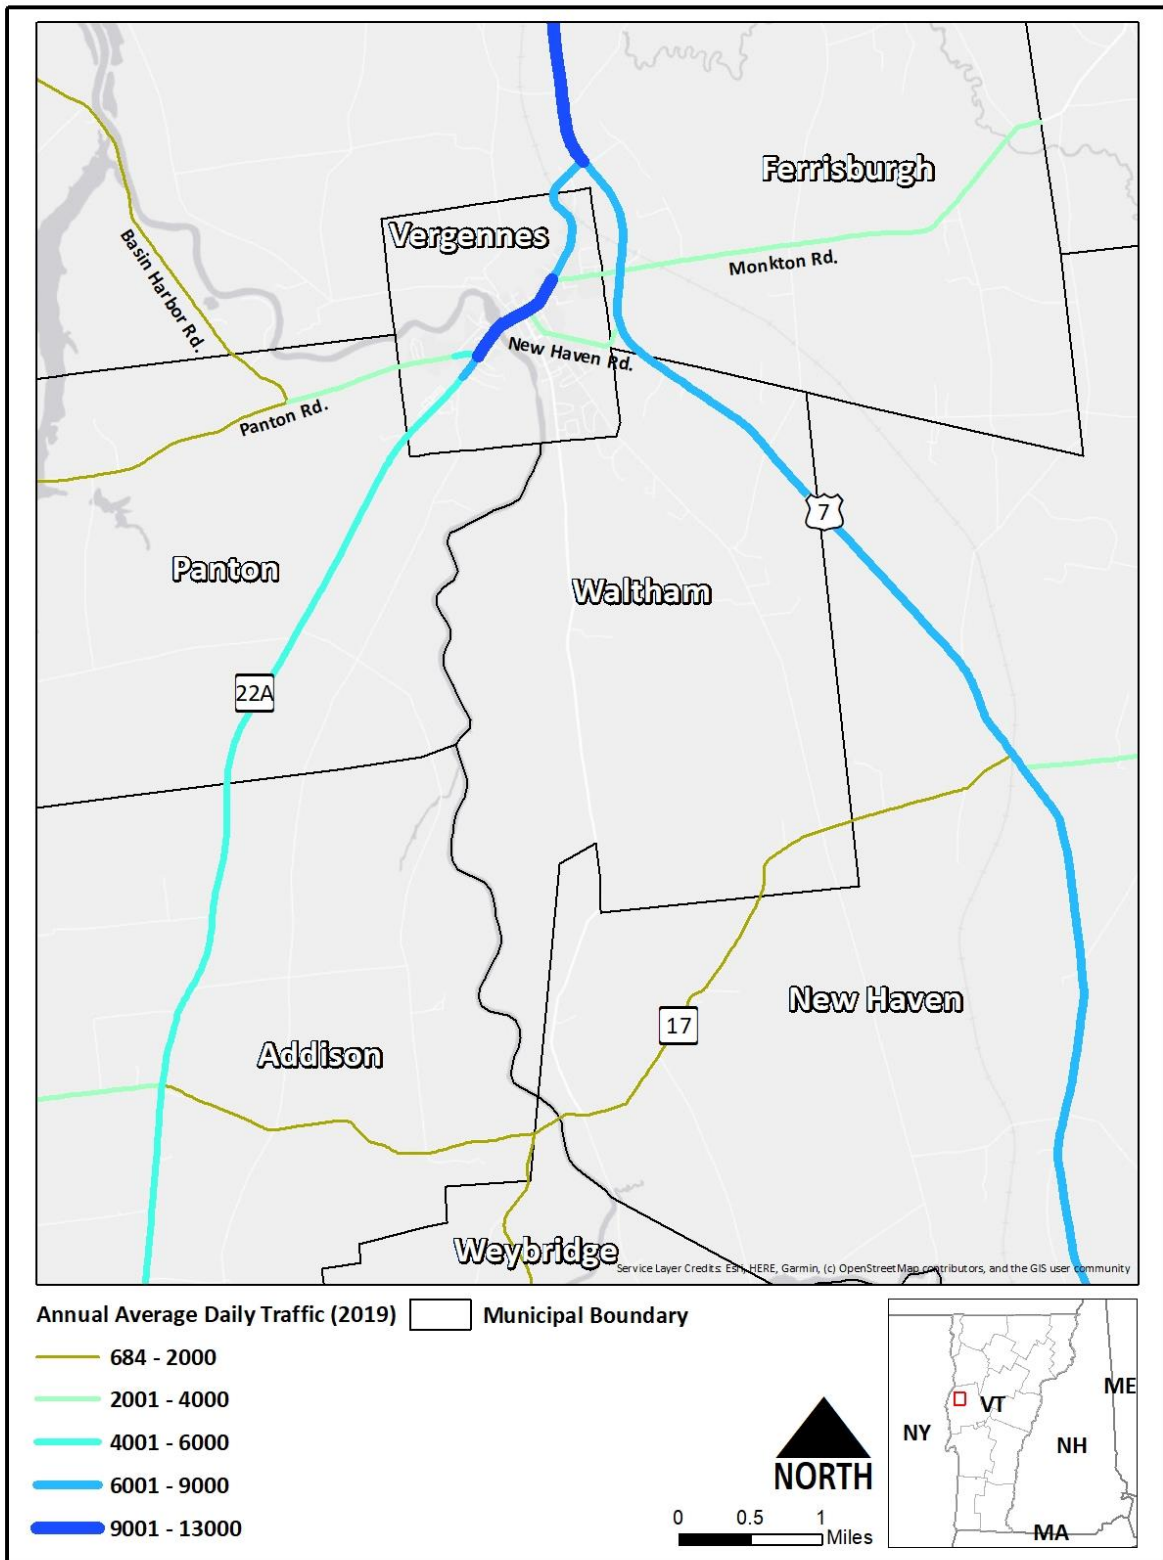 Ferrisburgh
Vergennes
Basin Harbor Rd.
Monkton Rd.
New Haven Rd.
Panton Rd.
7
Panton
Waltham
22A
New Haven
17
Addison
Weybridge
Service Layer Credits: Esri, HERE, Garmin, (c) OpenStreetMap contributors, and the GIS user community
Annual Average Daily Traffic (2019) Municipal Boundary
684 - 2000
2001 - 4000
4001 - 6000
6001 - 9000
9001 - 13000
NORTH
0 0.5 1
Miles
ME
VT
NY
NH
MA